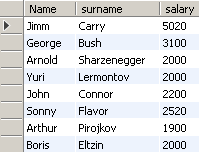 Name surname salary
Jimm Carry 5020
George Bush 3100
Arnold Sharzenegger 2000
Yuri Lermontov 2000
John Connor 2200
Sonny Flavor 2520
Arthur Pirojkov 1900
Boris Eltzin 2000